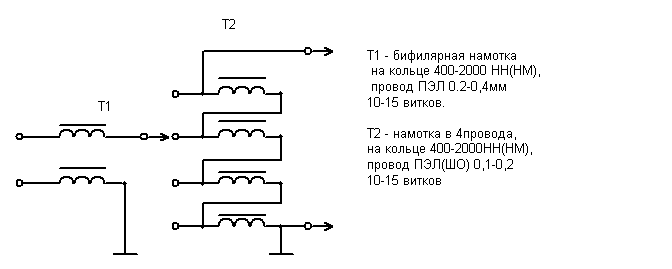 T2
T1
T1 - бифилярная намотка
на кольце 400-2000 НН(НМ),
провод ПЭЛ 0.2-0,4мм
10-15 витков.
T2 - намотка в 4провода,
на кольце 400-2000НН(НМ),
провод ПЭЛ(ШО) 0,1-0,2
10-15 витков